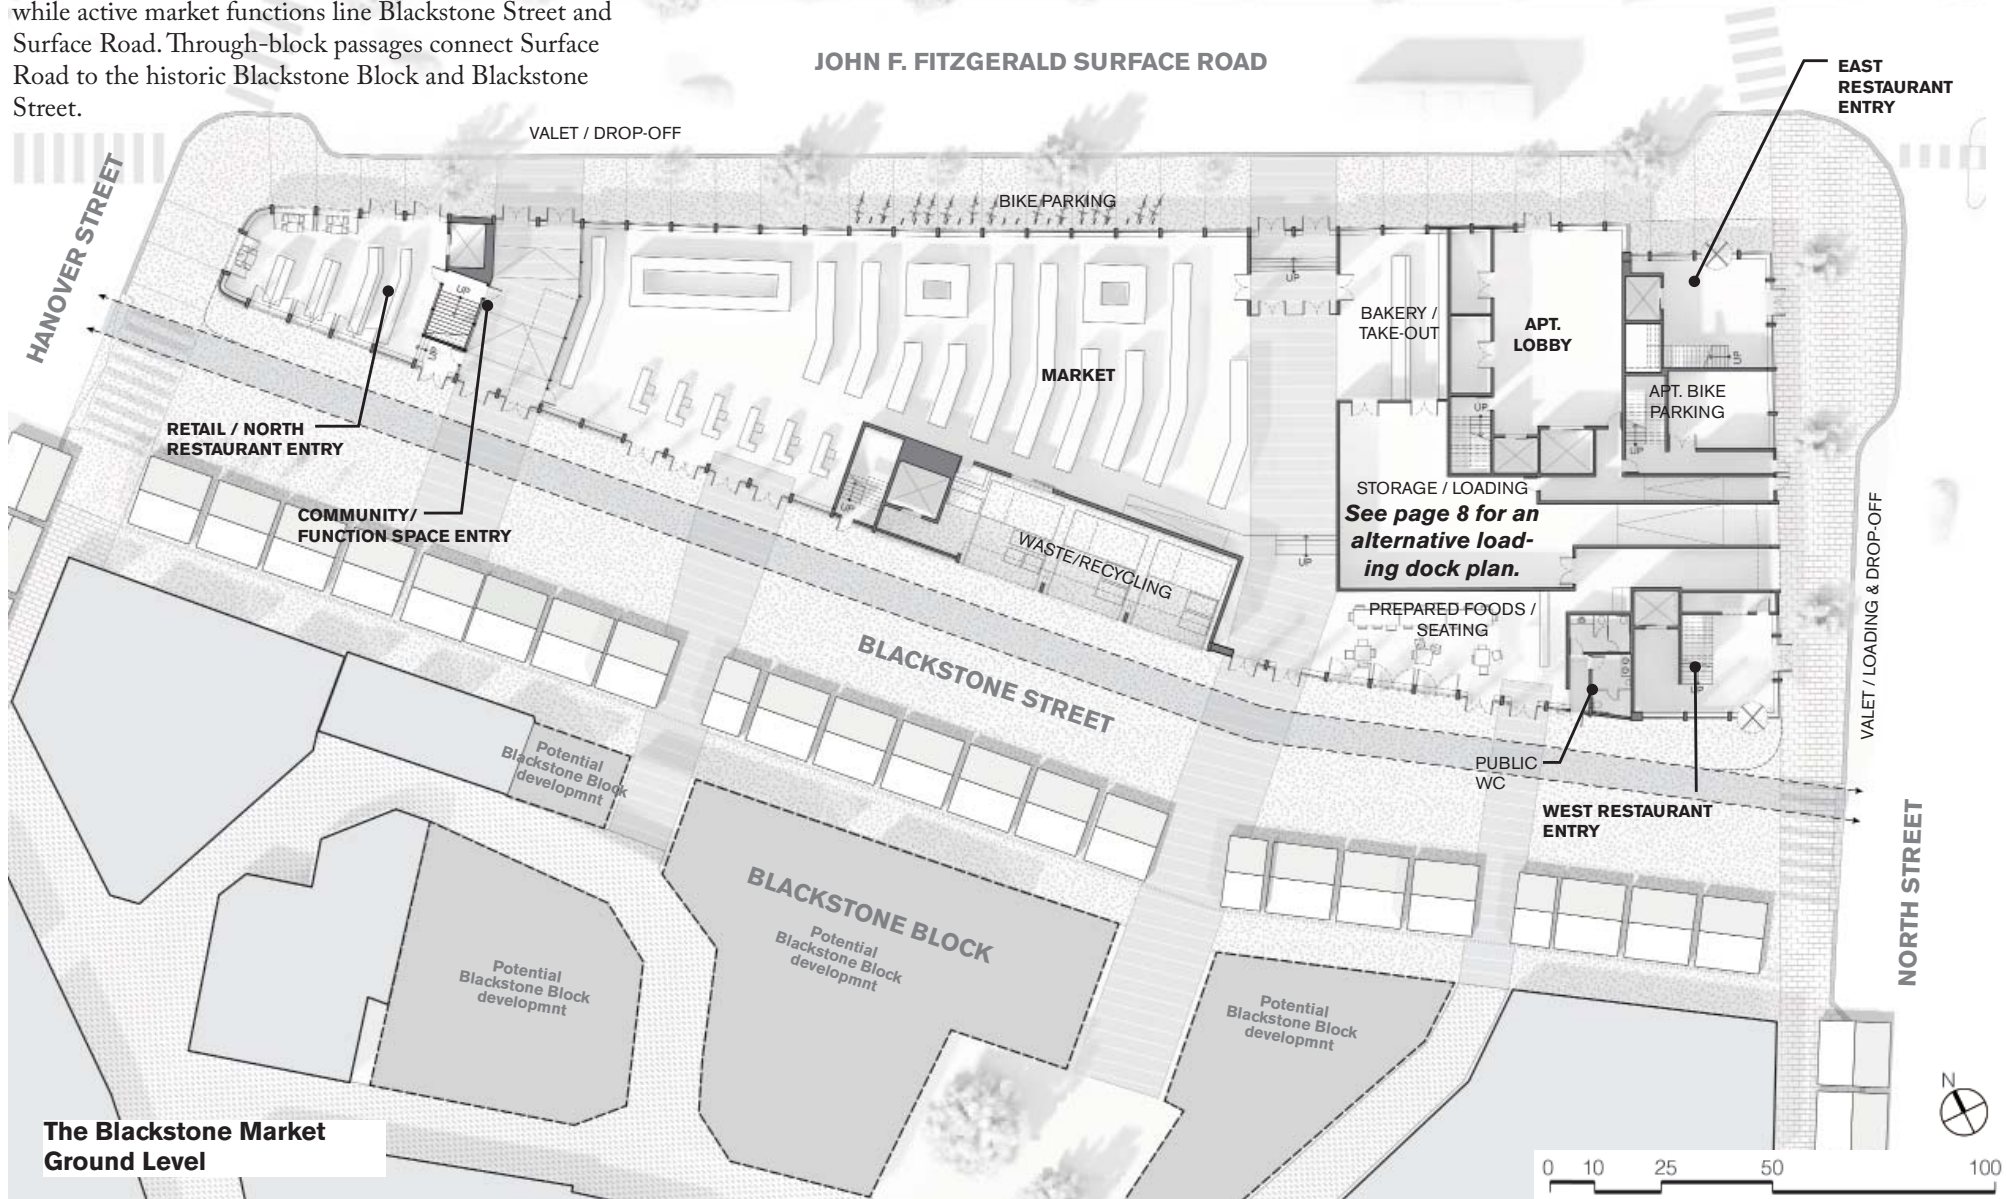 while active market functions line Blackstone Street and
Surface Road. Through-block passages connect Surface
Road to the historic Blackstone Block and Blackstone
Street.
JOHN F. FITZGERALD SURFACE ROAD
EAST
RESTAURANT
ENTRY
VALET / DROP-OFF
HANOVER STREET
BIKE PARKING
UP
UP
UP
BAKERY /
TAKE-OUT
APT.
LOBBY
UP
MARKET
APT. BIKE
PARKING
UP
UP
RETAIL / NORTH
RESTAURANT ENTRY
COMMUNITY/
FUNCTION SPACE ENTRY
UP
STORAGE / LOADING
See page 8 for an
alternative load-
ing dock plan.
WASTE/RECYCLING
UP
PREPARED FOODS /
SEATING
VALET / LOADING & DROP-OFF
BLACKSTONE STREET
UP
PUBLIC
WC
WEST RESTAURANT
ENTRY
Potential
Blackstone Block
developmnt
NORTH STREET
BLACKSTONE BLOCK
Potential
Blackstone Block
developmnt
Potential
Blackstone Block
developmnt
Potential
Blackstone Block
developmnt
N
The Blackstone Market
Ground Level
0 10 25 50 100